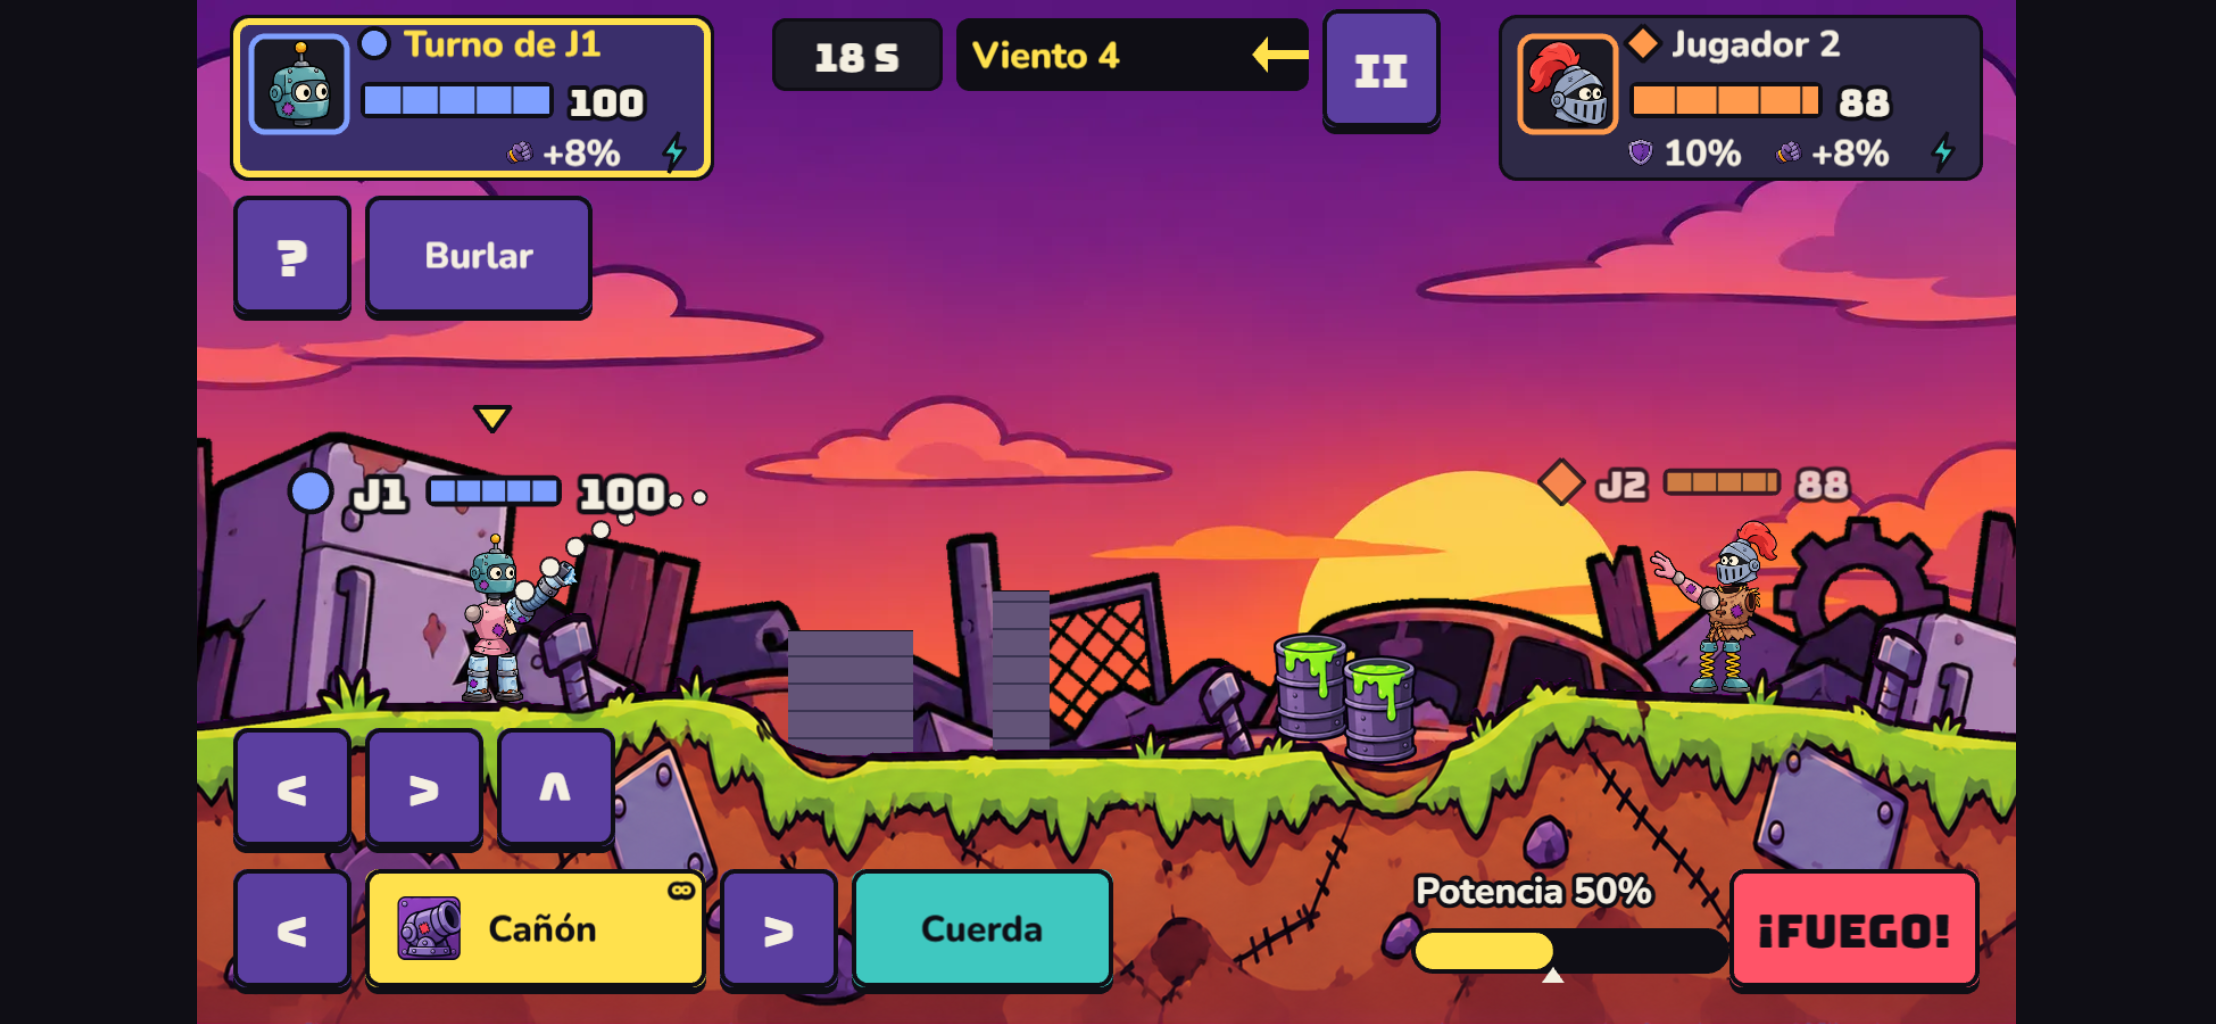 Turno de J1
100
+8%
18 S
Viento 4
II
Jugador 2
88
10%
+8%
?
Burlar
J1
100
J2
88
<
>
^
<
Cañón
∞
>
Cuerda
Potencia 50%
¡FUEGO!